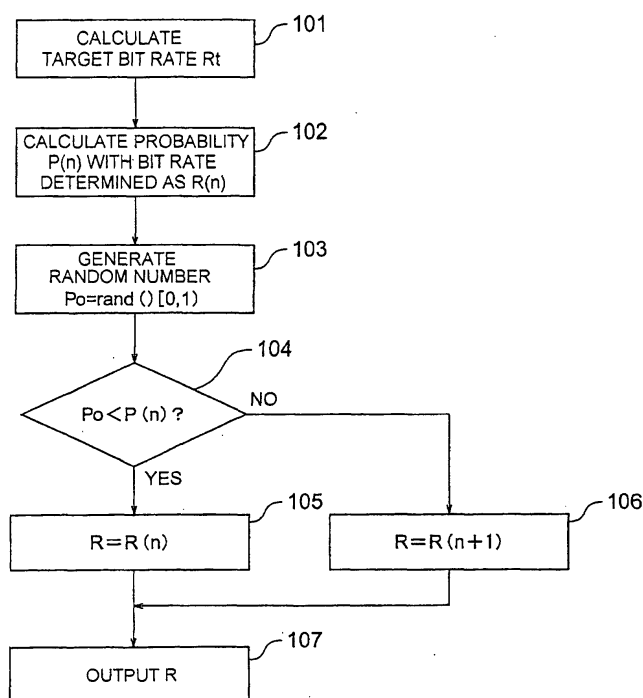 CALCULATE
TARGET BIT RATE Rt
101
CALCULATE PROBABILITY
P(n) WITH BIT RATE
DETERMINED AS R(n)
102
GENERATE
RANDOM NUMBER
Po=rand () [0,1)
103
104
Po<P (n) ?
NO
YES
105
R=R (n)
106
R=R (n+1)
107
OUTPUT R